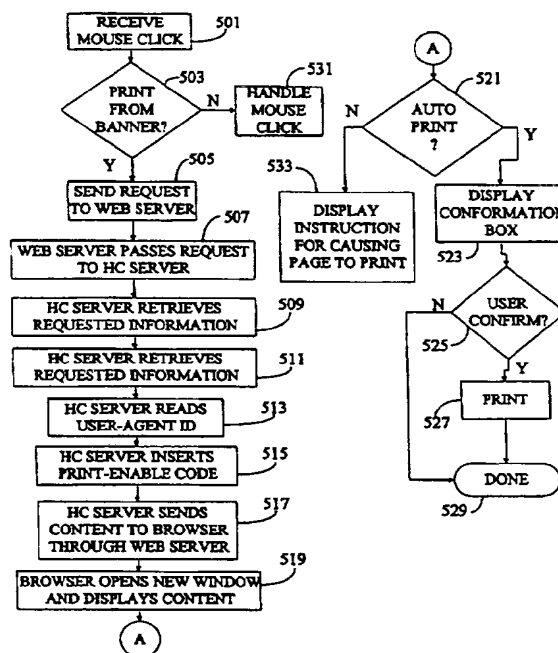 RECEIVE
MOUSE CLICK
501
503
PRINT
FROM
BANNER?
N
531
HANDLE
MOUSE
CLICK
Y
505
SEND REQUEST
TO WEB SERVER
507
WEB SERVER PASSES REQUEST
TO HC SERVER
HC SERVER RETRIEVES
REQUESTED INFORMATION
509
HC SERVER RETRIEVES
REQUESTED INFORMATION
511
HC SERVER READS
USER-AGENT ID
513
HC SERVER INSERTS
PRINT-ENABLE CODE
515
HC SERVER SENDS
CONTENT TO BROWSER
THROUGH WEB SERVER
517
BROWSER OPENS NEW WINDOW
AND DISPLAYS CONTENT
519
A
A
521
AUTO
PRINT
?
N
Y
533
DISPLAY
INSTRUCTION
FOR CAUSING
PAGE TO PRINT
DISPLAY
CONFORMATION
BOX
523
N
USER
CONFIRM?
525
Y
PRINT
527
DONE
529